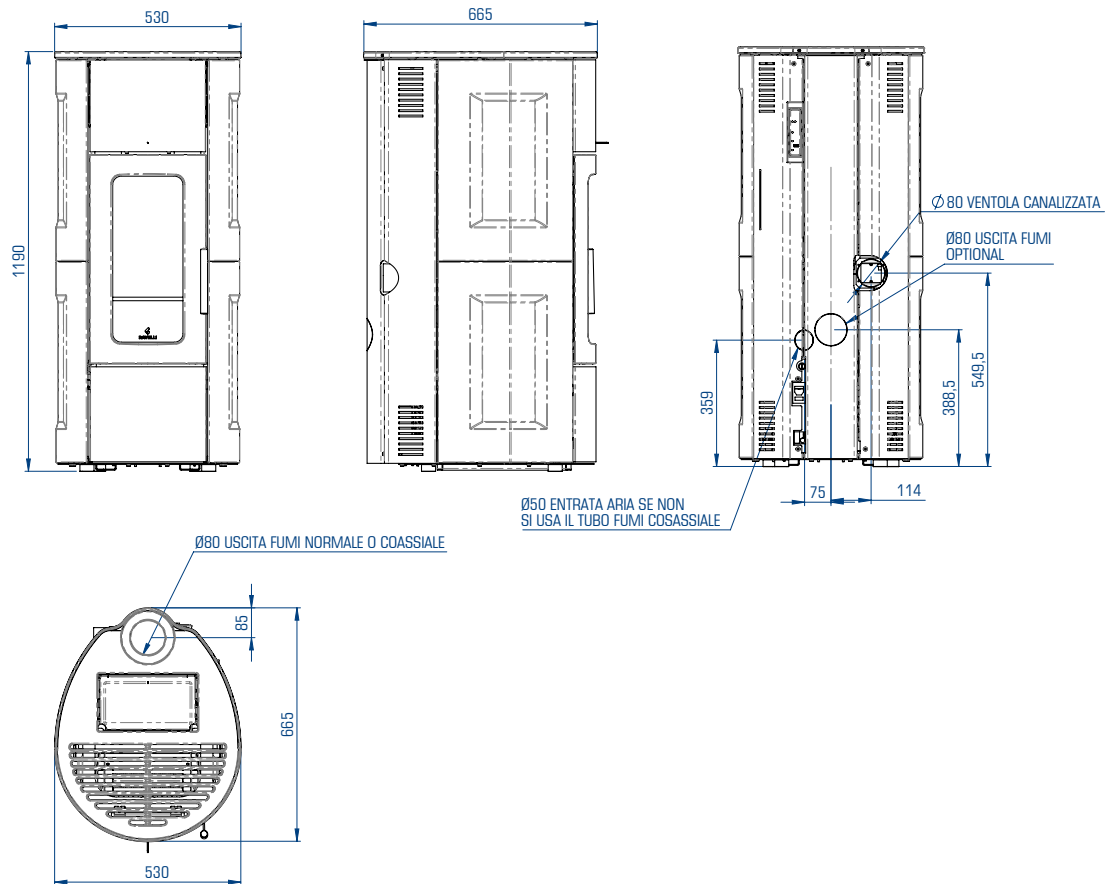 530
665
1190
RAVELLI
Ø 80 VENTOLA CANALIZZATA
Ø80 USCITA FUMI
OPTIONAL
359
388,5
549,5
75
114
Ø50 ENTRATA ARIA SE NON
SI USA IL TUBO FUMI COSASSIALE
Ø80 USCITA FUMI NORMALE O COASSIALE
85
665
530